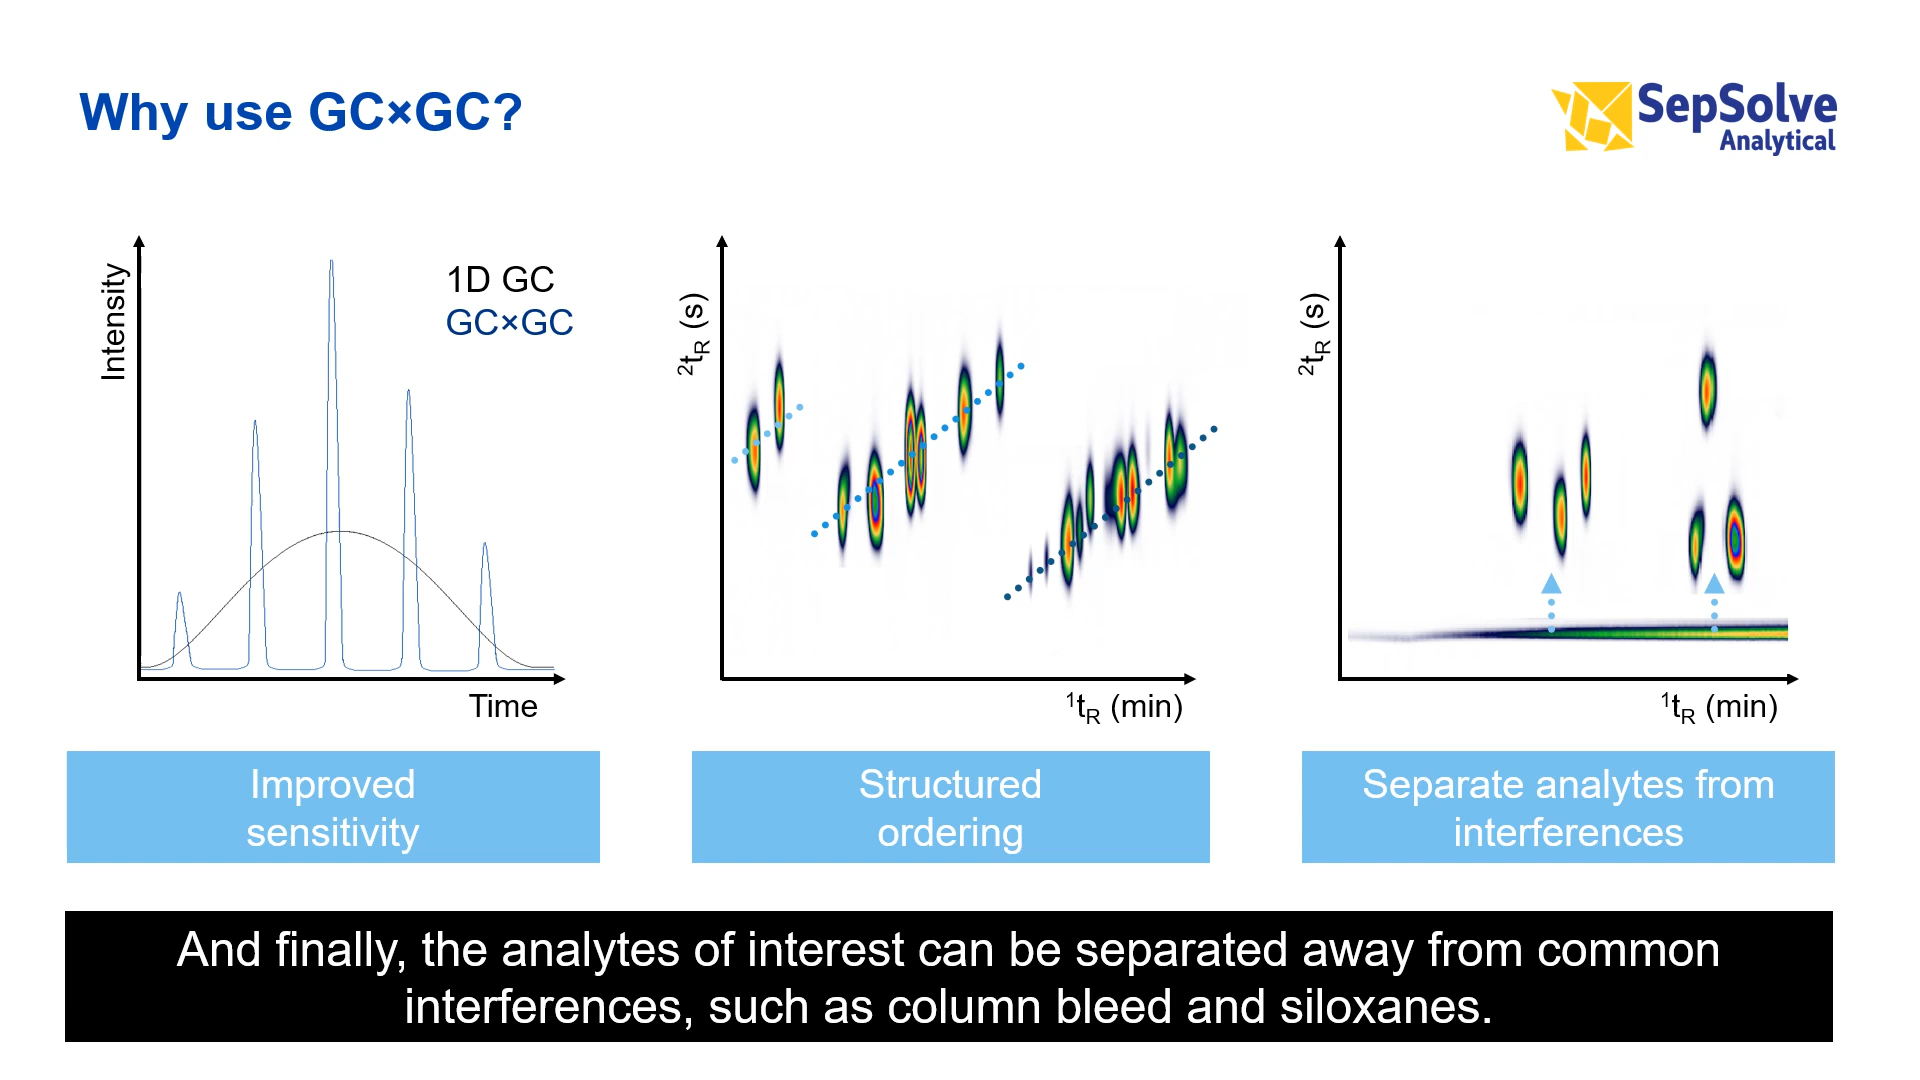 Why use GC×GC?
SepSolve
Analytical
Intensity
1D GC
GC×GC
Time
²tR (s)
¹tR (min)
²tR (s)
¹tR (min)
Improved
sensitivity
Structured
ordering
Separate analytes from
interferences
And finally, the analytes of interest can be separated away from common
interferences, such as column bleed and siloxanes.